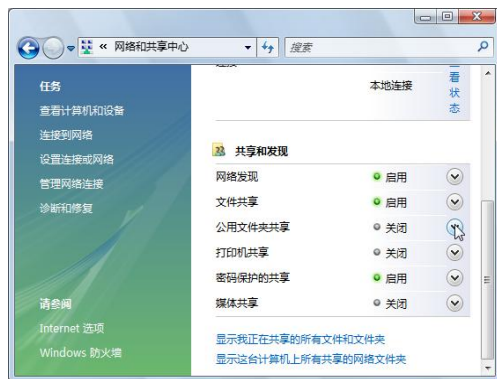 « 网络和共享中心
搜索
任务
查看计算机和设备
连接到网络
设置连接或网络
管理网络连接
诊断和修复
请参阅
Internet 选项
Windows 防火墙
本地连接
看
状
态
共享和发现
网络发现 启用
文件共享 启用
公用文件夹共享 关闭
打印机共享 关闭
密码保护的共享 启用
媒体共享 关闭
显示我正在共享的所有文件和文件夹
显示这台计算机上所有共享的网络文件夹